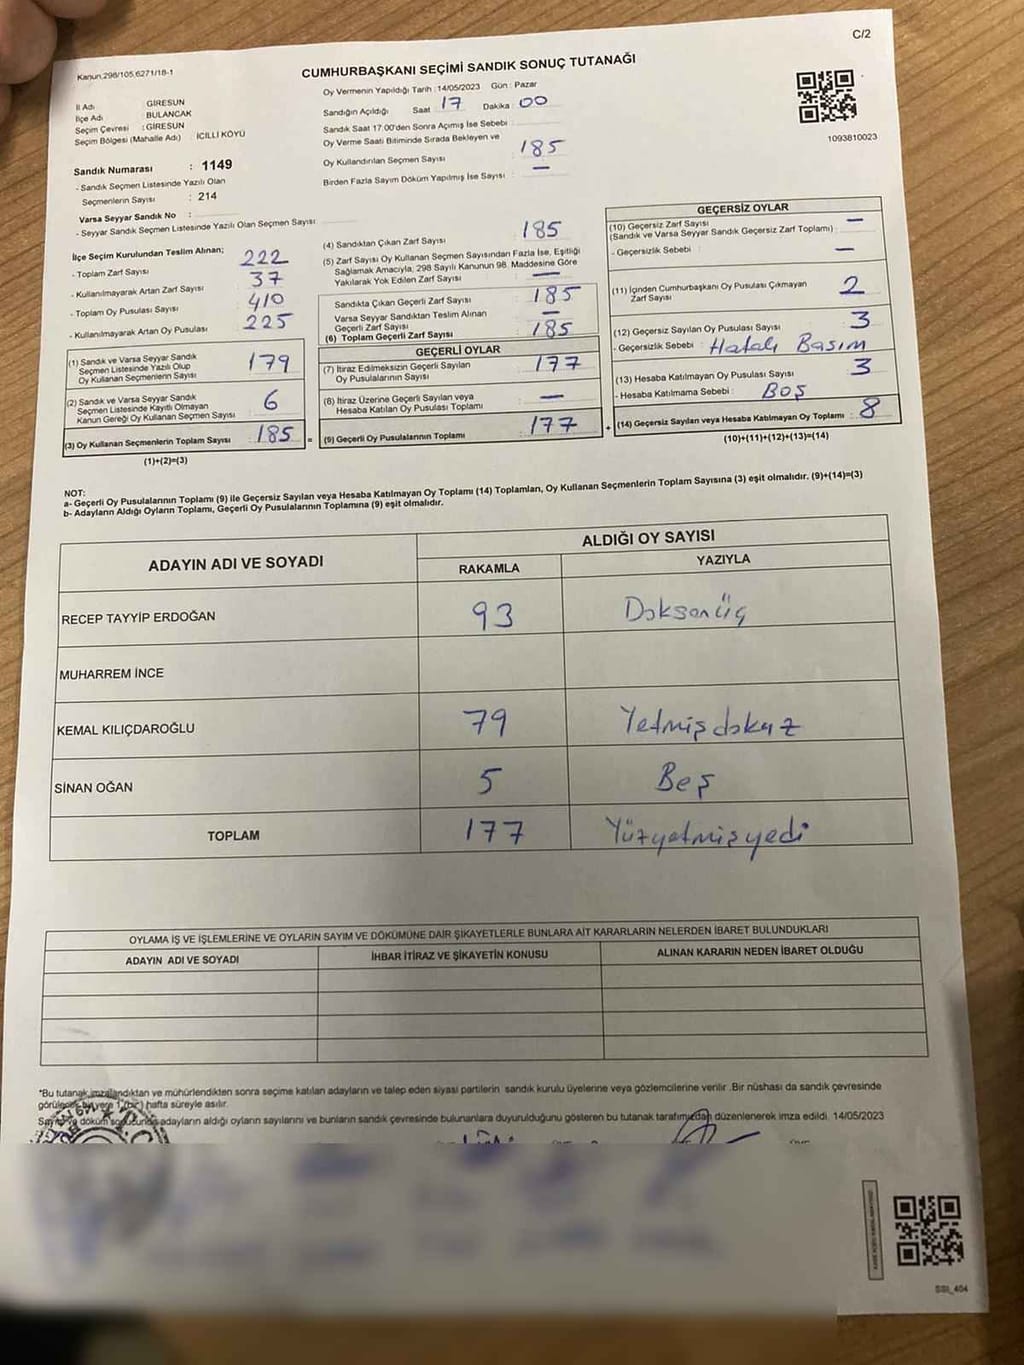 C/2
Kanun.298/105,6271/18-1
CUMHURBAŞKANI SEÇİMİ SANDIK SONUÇ TUTANAĞI
İl Adı GİRESUN
İlçe Adı BULANCAK
Seçim Çevresi : GİRESUN
Seçim Bölgesi (Mahalle Adı) İCİLLİ KÖYÜ
Sandık Numarası : 1149
- Sandık Seçmen Listesinde Yazılı Olan
Seçmenlerin Sayısı : 214
Varsa Seyyar Sandık No :
- Seyyar Sandık Seçmen Listesinde Yazılı Olan Seçmen Sayısı:
Oy Vermenin Yapıldığı Tarih : 14/05/2023 Gün : Pazar
Sandığın Açıldığı Saat 17 Dakika 00
Sandık Saat 17:00'den Sonra Açımış İse Sebebi :
Oy Verme Saati Bitiminde Sırada Bekleyen ve
Oy Kullandırılan Seçmen Sayısı : 185
Birden Fazla Sayım Döküm Yapılmış İse Sayısı : —
1093810023
İlçe Seçim Kurulundan Teslim Alınan;
- Toplam Zarf Sayısı 222
- Kullanılmayarak Artan Zarf Sayısı 37
- Toplam Oy Pusulası Sayısı 410
- Kullanılmayarak Artan Oy Pusulası 225
(1) Sandık ve Varsa Seyyar Sandık
Seçmen Listesinde Yazılı Olup
Oy Kullanan Seçmenlerin Sayısı 179
(2) Sandık ve Varsa Seyyar Sandık
Seçmen Listesinde Kayıtlı Olmayan
Kanun Gereği Oy Kullanan Seçmen Sayısı : 6
(3) Oy Kullanan Seçmenlerin Toplam Sayısı : 185 =
(1)+(2)=(3)
(4) Sandıktan Çıkan Zarf Sayısı : 185
(5) Zarf Sayısı Oy Kullanan Seçmen Sayısından Fazla İse, Eşitliği
Sağlamak Amacıyla; 298 Sayılı Kanunun 98. Maddesine Göre
Yakılarak Yok Edilen Zarf Sayısı : —
Sandıkta Çıkan Geçerli Zarf Sayısı : 185
Varsa Seyyar Sandıktan Teslim Alınan
Geçerli Zarf Sayısı : —
(6) Toplam Geçerli Zarf Sayısı : 185
GEÇERLİ OYLAR
(7) İtiraz Edilmeksizin Geçerli Sayılan
Oy Pusulalarının Sayısı : 177
(8) İtiraz Üzerine Geçerli Sayılan veya
Hesaba Katılan Oy Pusulası Toplamı : —
(9) Geçerli Oy Pusulalarının Toplamı : 177 +
GEÇERSİZ OYLAR
(10) Geçersiz Zarf Sayısı
(Sandık ve Varsa Seyyar Sandık Geçersiz Zarf Toplamı) : —
- Geçersizlik Sebebi : —
(11) İçinden Cumhurbaşkanı Oy Pusulası Çıkmayan
Zarf Sayısı : 2
(12) Geçersiz Sayılan Oy Pusulası Sayısı : 3
- Geçersizlik Sebebi : Hatalı Basım
(13) Hesaba Katılmayan Oy Pusulası Sayısı : 3
- Hesaba Katılmama Sebebi : BOŞ
(14) Geçersiz Sayılan veya Hesaba Katılmayan Oy Toplamı : 8
(10)+(11)+(12)+(13)=(14)
NOT:
a- Geçerli Oy Pusulalarının Toplamı (9) ile Geçersiz Sayılan veya Hesaba Katılmayan Oy Toplamı (14) Toplamları, Oy Kullanan Seçmenlerin Toplam Sayısına (3) eşit olmalıdır. (9)+(14)=(3)
b- Adayların Aldığı Oyların Toplamı, Geçerli Oy Pusulalarının Toplamına (9) eşit olmalıdır.
ADAYIN ADI VE SOYADI
ALDIĞI OY SAYISI
RAKAMLA YAZIYLA
RECEP TAYYİP ERDOĞAN 93 Doksanüç
MUHARREM İNCE
KEMAL KILIÇDAROĞLU 79 Yetmişdokuz
SİNAN OĞAN 5 Beş
TOPLAM 177 Yüzyetmişyedi
OYLAMA İŞ VE İŞLEMLERİNE VE OYLARIN SAYIM VE DÖKÜMÜNE DAİR ŞİKAYETLERLE BUNLARA AİT KARARLARIN NELERDEN İBARET BULUNDUKLARI
ADAYIN ADI VE SOYADI İHBAR İTİRAZ VE ŞİKAYETİN KONUSU ALINAN KARARIN NEDEN İBARET OLDUĞU
*Bu tutanak imzalandıktan ve mühürlendikten sonra seçime katılan adayların ve talep eden siyasi partilerin sandık kurulu üyelerine veya gözlemcilerine verilir .Bir nüshası da sandık çevresinde
görülecek bir yere 1 (bir) hafta süreyle asılır.
Sayım ve döküm sonucunda adayların aldığı oyların sayılarını ve bunların sandık çevresinde bulunanlara duyurulduğunu gösteren bu tutanak tarafımızdan düzenlenerek imza edildi. 14/05/2023
SSI_404